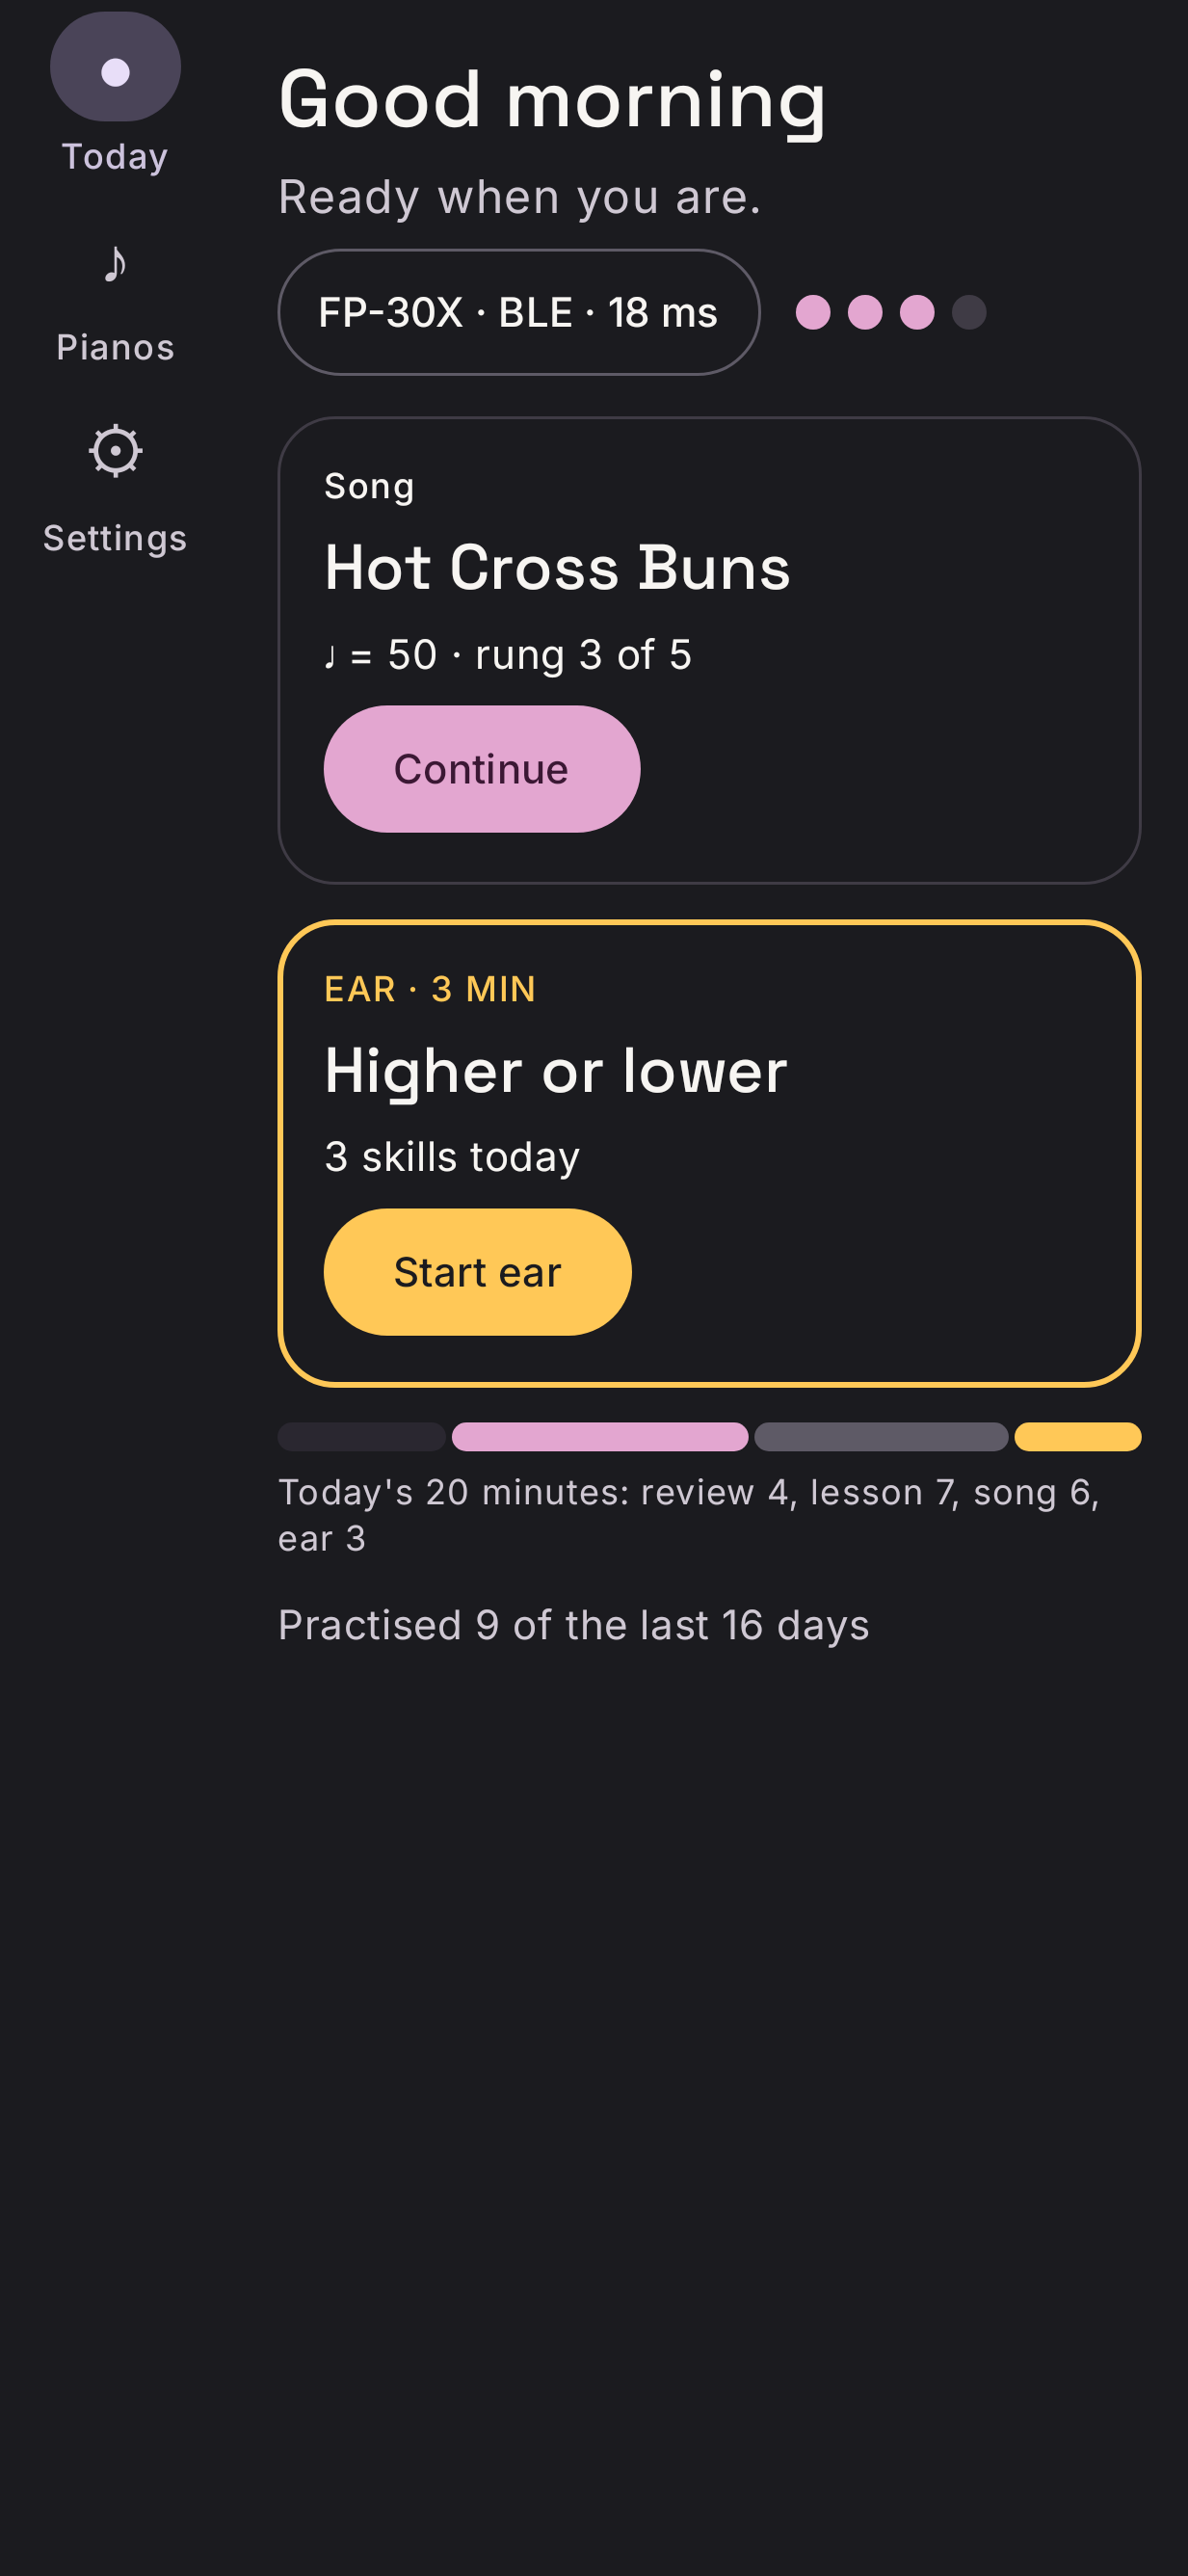 Today
Pianos
Settings
Good morning
Ready when you are.
FP-30X · BLE · 18 ms
Song
Hot Cross Buns
♩ = 50 · rung 3 of 5
Continue
EAR · 3 MIN
Higher or lower
3 skills today
Start ear
Today's 20 minutes: review 4, lesson 7, song 6,
ear 3
Practised 9 of the last 16 days